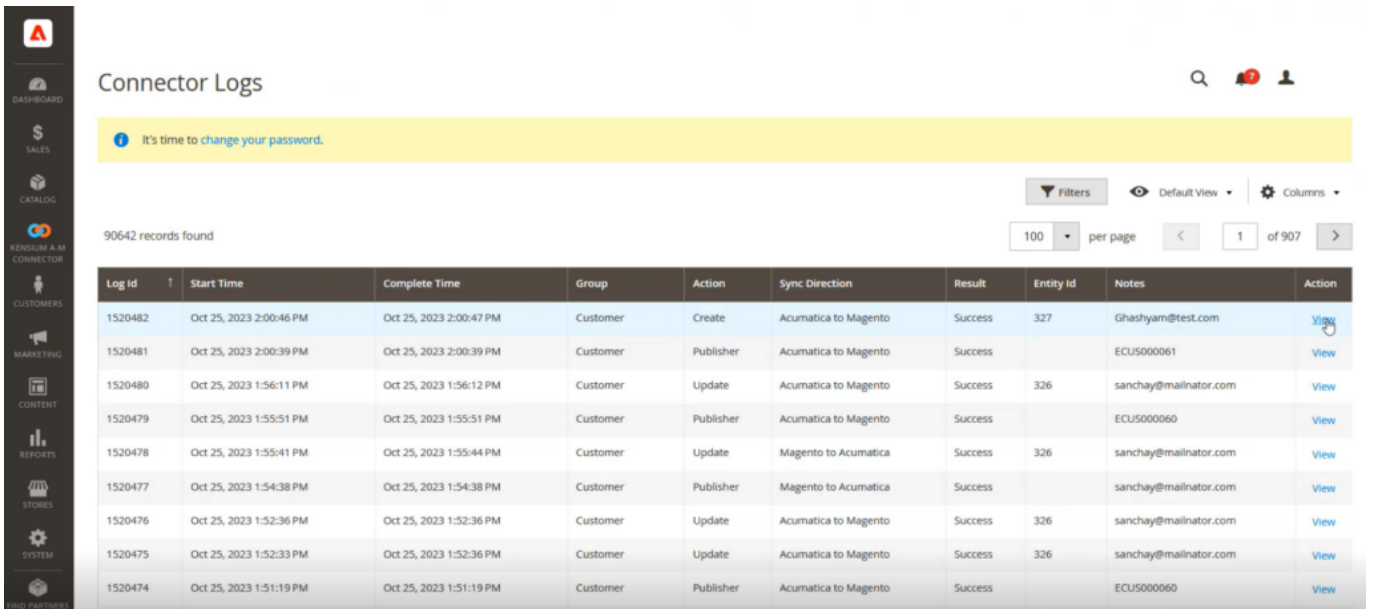 DASHBOARD
SALES
CATALOG
KENSIUM A-M
CONNECTOR
CUSTOMERS
MARKETING
CONTENT
REPORTS
STORES
SYSTEM
FIND PARTNERS
Connector Logs
7
It's time to change your password.
Filters Default View Columns
90642 records found 100 per page 1 of 907
Log Id ↑ Start Time Complete Time Group Action Sync Direction Result Entity Id Notes Action
1520482 Oct 25, 2023 2:00:46 PM Oct 25, 2023 2:00:47 PM Customer Create Acumatica to Magento Success 327 Ghashyam@test.com View
1520481 Oct 25, 2023 2:00:39 PM Oct 25, 2023 2:00:39 PM Customer Publisher Acumatica to Magento Success ECUS000061 View
1520480 Oct 25, 2023 1:56:11 PM Oct 25, 2023 1:56:12 PM Customer Update Acumatica to Magento Success 326 sanchay@mailnator.com View
1520479 Oct 25, 2023 1:55:51 PM Oct 25, 2023 1:55:51 PM Customer Publisher Acumatica to Magento Success ECUS000060 View
1520478 Oct 25, 2023 1:55:41 PM Oct 25, 2023 1:55:44 PM Customer Update Magento to Acumatica Success 326 sanchay@mailnator.com View
1520477 Oct 25, 2023 1:54:38 PM Oct 25, 2023 1:54:38 PM Customer Publisher Magento to Acumatica Success sanchay@mailnator.com View
1520476 Oct 25, 2023 1:52:36 PM Oct 25, 2023 1:52:36 PM Customer Update Acumatica to Magento Success 326 sanchay@mailnator.com View
1520475 Oct 25, 2023 1:52:33 PM Oct 25, 2023 1:52:36 PM Customer Update Acumatica to Magento Success 326 sanchay@mailnator.com View
1520474 Oct 25, 2023 1:51:19 PM Oct 25, 2023 1:51:19 PM Customer Publisher Acumatica to Magento Success ECUS000060 View